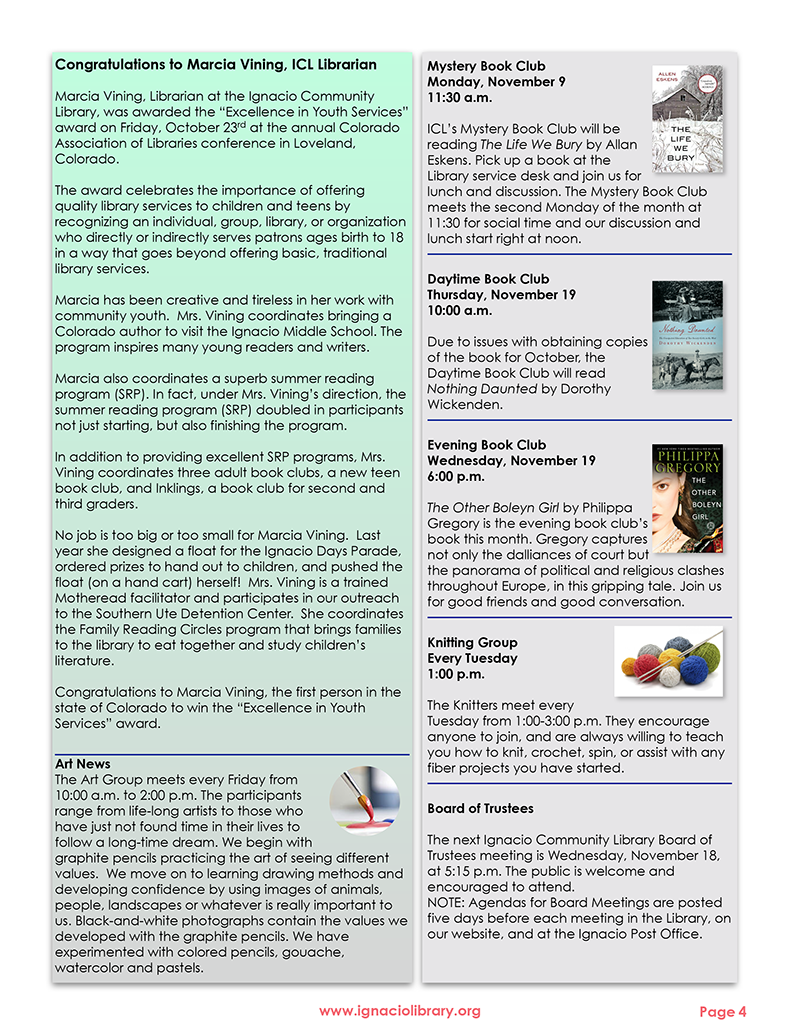 Congratulations to Marcia Vining, ICL Librarian
Marcia Vining, Librarian at the Ignacio Community
Library, was awarded the “Excellence in Youth Services”
award on Friday, October 23rd at the annual Colorado
Association of Libraries conference in Loveland,
Colorado.
The award celebrates the importance of offering
quality library services to children and teens by
recognizing an individual, group, library, or organization
who directly or indirectly serves patrons ages birth to 18
in a way that goes beyond offering basic, traditional
library services.
Marcia has been creative and tireless in her work with
community youth.  Mrs. Vining coordinates bringing a
Colorado author to visit the Ignacio Middle School. The
program inspires many young readers and writers.
Marcia also coordinates a superb summer reading
program (SRP). In fact, under Mrs. Vining’s direction, the
summer reading program (SRP) doubled in participants
not just starting, but also finishing the program.
In addition to providing excellent SRP programs, Mrs.
Vining coordinates three adult book clubs, a new teen
book club, and Inklings, a book club for second and
third graders.
No job is too big or too small for Marcia Vining.  Last
year she designed a float for the Ignacio Days Parade,
ordered prizes to hand out to children, and pushed the
float (on a hand cart) herself!  Mrs. Vining is a trained
Motheread facilitator and participates in our outreach
to the Southern Ute Detention Center.  She coordinates
the Family Reading Circles program that brings families
to the library to eat together and study children’s
literature.
Congratulations to Marcia Vining, the first person in the
state of Colorado to win the “Excellence in Youth
Services” award.
Art News
The Art Group meets every Friday from
10:00 a.m. to 2:00 p.m. The participants
range from life-long artists to those who
have just not found time in their lives to
follow a long-time dream. We begin with
graphite pencils practicing the art of seeing different
values.  We move on to learning drawing methods and
developing confidence by using images of animals,
people, landscapes or whatever is really important to
us. Black-and-white photographs contain the values we
developed with the graphite pencils. We have
experimented with colored pencils, gouache,
watercolor and pastels.
Mystery Book Club
Monday, November 9
11:30 a.m.
ICL’s Mystery Book Club will be
reading The Life We Bury by Allan
Eskens. Pick up a book at the
Library service desk and join us for
lunch and discussion. The Mystery Book Club
meets the second Monday of the month at
11:30 for social time and our discussion and
lunch start right at noon.
ALLEN
ESKENS
THE
LIFE
WE
BURY
Daytime Book Club
Thursday, November 19
10:00 a.m.
Due to issues with obtaining copies
of the book for October, the
Daytime Book Club will read
Nothing Daunted by Dorothy
Wickenden.
Nothing Daunted
DOROTHY WICKENDEN
Evening Book Club
Wednesday, November 19
6:00 p.m.
The Other Boleyn Girl by Philippa
Gregory is the evening book club’s
book this month. Gregory captures
not only the dalliances of court but
the panorama of political and religious clashes
throughout Europe, in this gripping tale. Join us
for good friends and good conversation.
PHILIPPA
GREGORY
THE
OTHER
BOLEYN
GIRL
Knitting Group
Every Tuesday
1:00 p.m.
The Knitters meet every
Tuesday from 1:00-3:00 p.m. They encourage
anyone to join, and are always willing to teach
you how to knit, crochet, spin, or assist with any
fiber projects you have started.
Board of Trustees
The next Ignacio Community Library Board of
Trustees meeting is Wednesday, November 18,
at 5:15 p.m. The public is welcome and
encouraged to attend.
NOTE: Agendas for Board Meetings are posted
five days before each meeting in the Library, on
our website, and at the Ignacio Post Office.
www.ignaciolibrary.org
Page 4